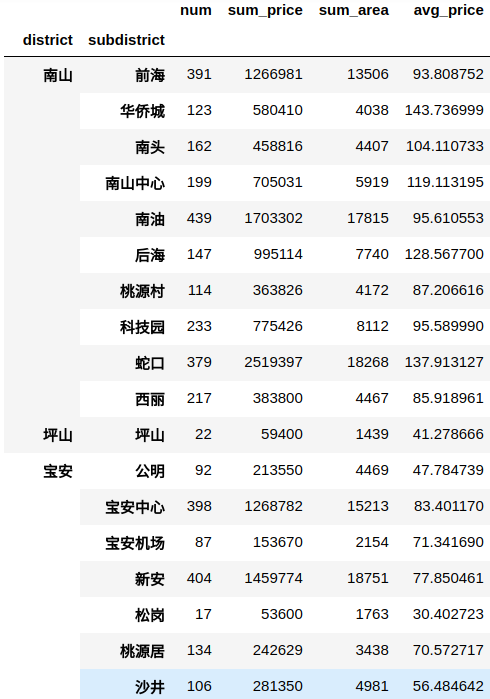 num sum_price sum_area avg_price
district subdistrict
南山 前海 391 1266981 13506 93.808752
华侨城 123 580410 4038 143.736999
南头 162 458816 4407 104.110733
南山中心 199 705031 5919 119.113195
南油 439 1703302 17815 95.610553
后海 147 995114 7740 128.567700
桃源村 114 363826 4172 87.206616
科技园 233 775426 8112 95.589990
蛇口 379 2519397 18268 137.913127
西丽 217 383800 4467 85.918961
坪山 坪山 22 59400 1439 41.278666
宝安 公明 92 213550 4469 47.784739
宝安中心 398 1268782 15213 83.401170
宝安机场 87 153670 2154 71.341690
新安 404 1459774 18751 77.850461
松岗 17 53600 1763 30.402723
桃源居 134 242629 3438 70.572717
沙井 106 281350 4981 56.484642